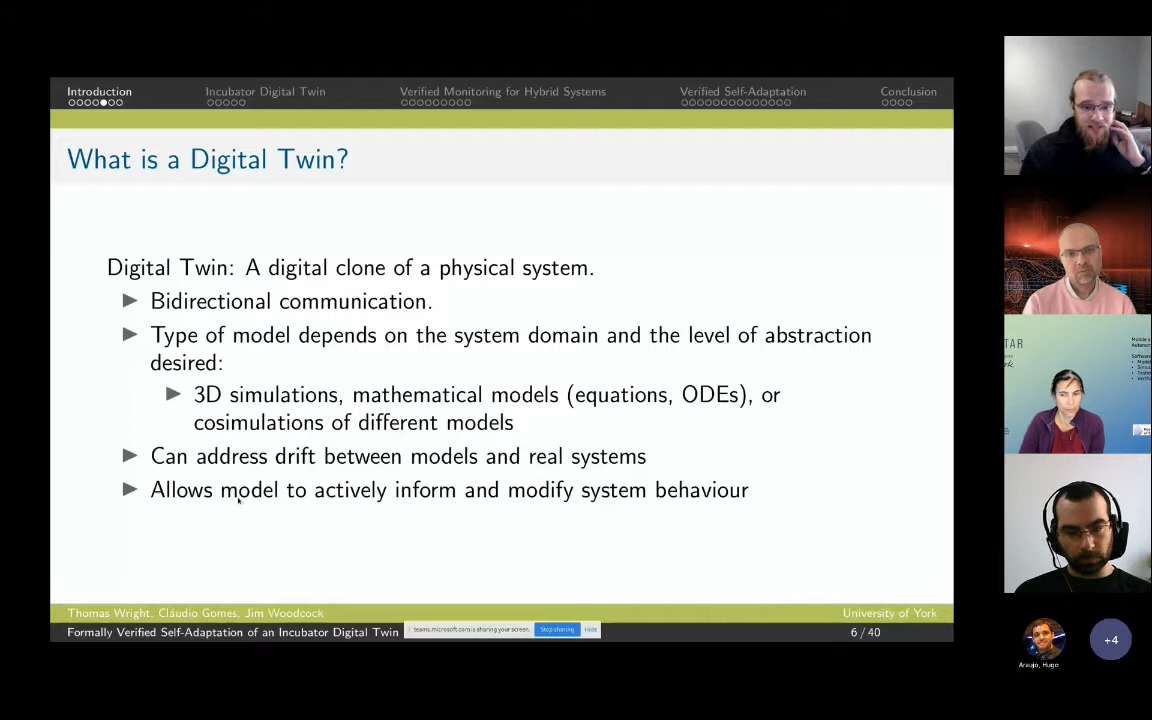 Introduction
Incubator Digital Twin
Verified Monitoring for Hybrid Systems
Verified Self-Adaptation
Conclusion
What is a Digital Twin?
Digital Twin: A digital clone of a physical system.
Bidirectional communication.
Type of model depends on the system domain and the level of abstraction
desired:
3D simulations, mathematical models (equations, ODEs), or
cosimulations of different models
Can address drift between models and real systems
Allows model to actively inform and modify system behaviour
Thomas Wright, Cláudio Gomes, Jim Woodcock
University of York
Formally Verified Self-Adaptation of an Incubator Digital Twin
teams.microsoft.com is sharing your screen.
Stop sharing
Hide
6 / 40
TAR
+4
Araujo, Hugo